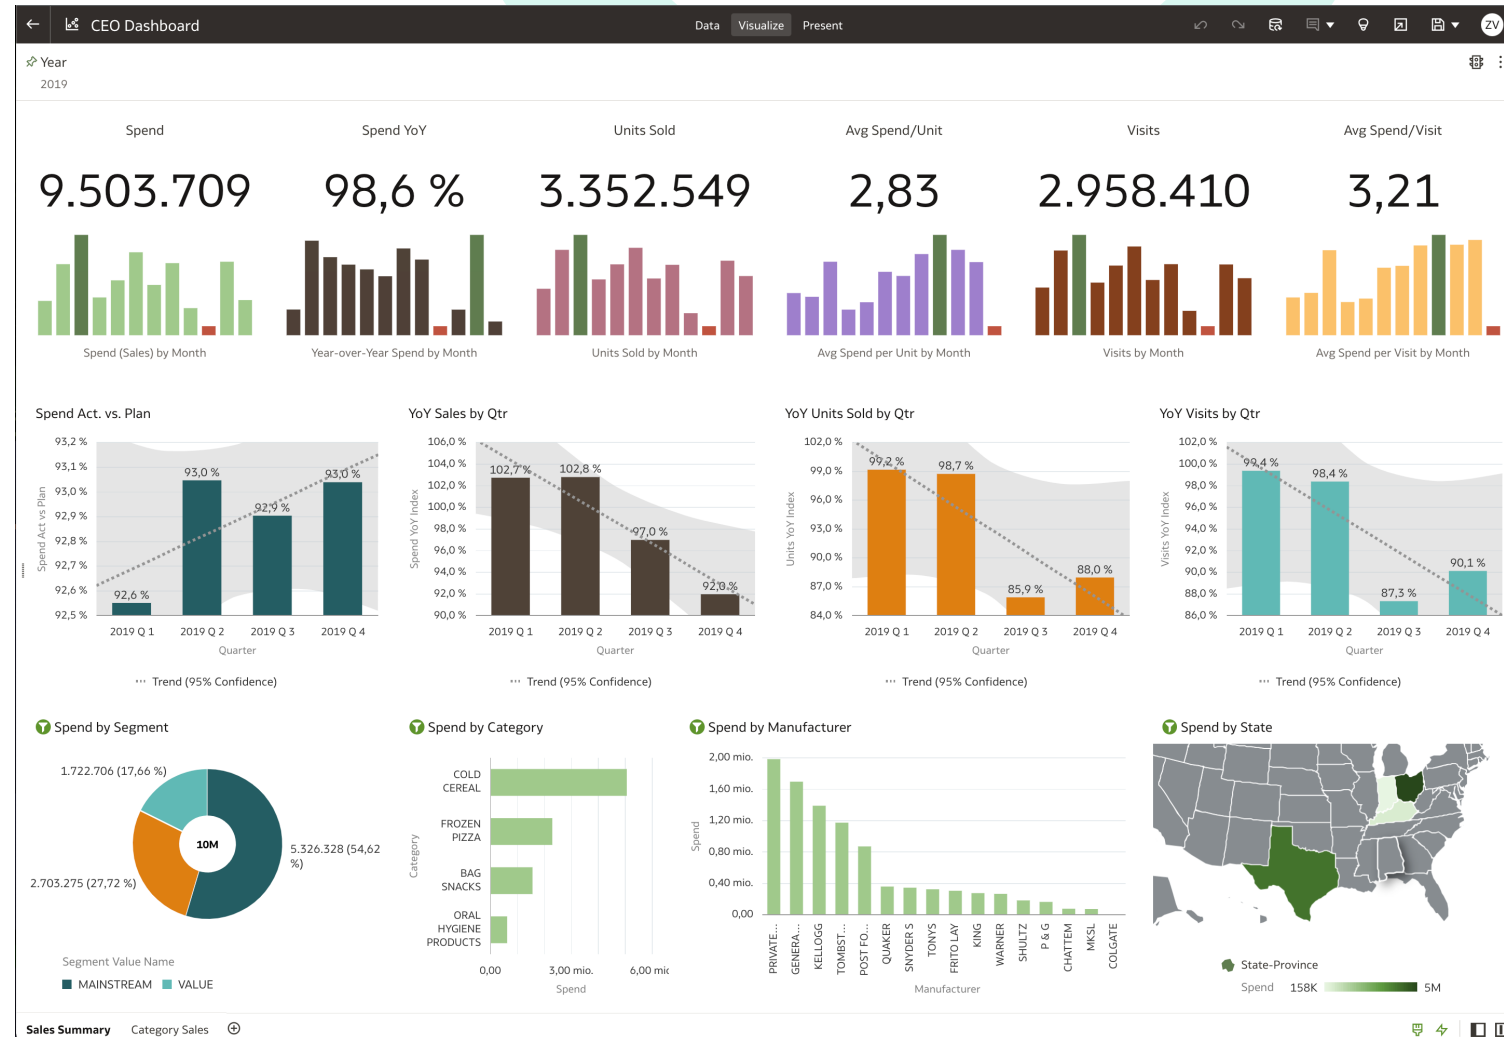 CEO Dashboard
Data Visualize Present
ZV
Year
2019
Spend
9.503.709
Spend (Sales) by Month
Spend YoY
98,6 %
Year-over-Year Spend by Month
Units Sold
3.352.549
Units Sold by Month
Avg Spend/Unit
2,83
Avg Spend per Unit by Month
Visits
2.958.410
Visits by Month
Avg Spend/Visit
3,21
Avg Spend per Visit by Month
Spend Act. vs. Plan
Spend Act vs Plan
93,2 %
93,1 %
93,0 %
92,9 %
92,8 %
92,7 %
92,6 %
92,5 %
92,6 %
93,0 %
92,9 %
93,0 %
2019 Q 1 2019 Q 2 2019 Q 3 2019 Q 4
Quarter
Trend (95% Confidence)
YoY Sales by Qtr
Spend YoY Index
106,0 %
104,0 %
102,0 %
100,0 %
98,0 %
96,0 %
94,0 %
92,0 %
90,0 %
102,7 %
102,8 %
97,0 %
92,0 %
2019 Q 1 2019 Q 2 2019 Q 3 2019 Q 4
Quarter
Trend (95% Confidence)
YoY Units Sold by Qtr
Units YoY Index
102,0 %
99,0 %
96,0 %
93,0 %
90,0 %
87,0 %
84,0 %
99,2 %
98,7 %
85,9 %
88,0 %
2019 Q 1 2019 Q 2 2019 Q 3 2019 Q 4
Quarter
Trend (95% Confidence)
YoY Visits by Qtr
Visits YoY Index
102,0 %
100,0 %
98,0 %
96,0 %
94,0 %
92,0 %
90,0 %
88,0 %
86,0 %
99,4 %
98,4 %
87,3 %
90,1 %
2019 Q 1 2019 Q 2 2019 Q 3 2019 Q 4
Quarter
Trend (95% Confidence)
Spend by Segment
1.722.706 (17,66 %)
10M
5.326.328 (54,62
%)
2.703.275 (27,72 %)
Segment Value Name
MAINSTREAM VALUE
Spend by Category
Category
COLD
CEREAL
FROZEN
PIZZA
BAG
SNACKS
ORAL
HYGIENE
PRODUCTS
0,00 3,00 mio. 6,00 mic
Spend
Spend by Manufacturer
Spend
2,00 mio.
1,60 mio.
1,20 mio.
0,80 mio.
0,40 mio.
0,00
PRIVATE...
GENERA...
KELLOGG
TOMBST...
POST FO...
QUAKER
SNYDER S
TONYS
FRITO LAY
KING
WARNER
SHULTZ
P & G
CHATTEM
MKSL
COLGATE
Manufacturer
Spend by State
State-Province
Spend 158K 5M
Sales Summary Category Sales